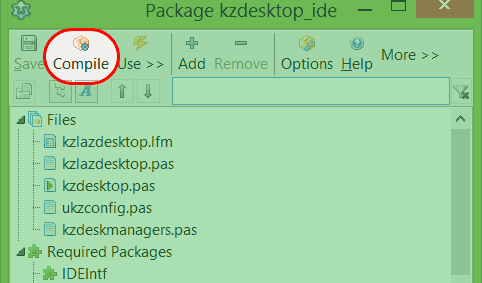 Package kzdesktop_ide
Save Compile Use >> Add Remove Options Help More >>
A
Files
kzlazdesktop.lfm
kzlazdesktop.pas
kzdesktop.pas
ukzconfig.pas
kzdeskmanagers.pas
Required Packages
IDEIntf